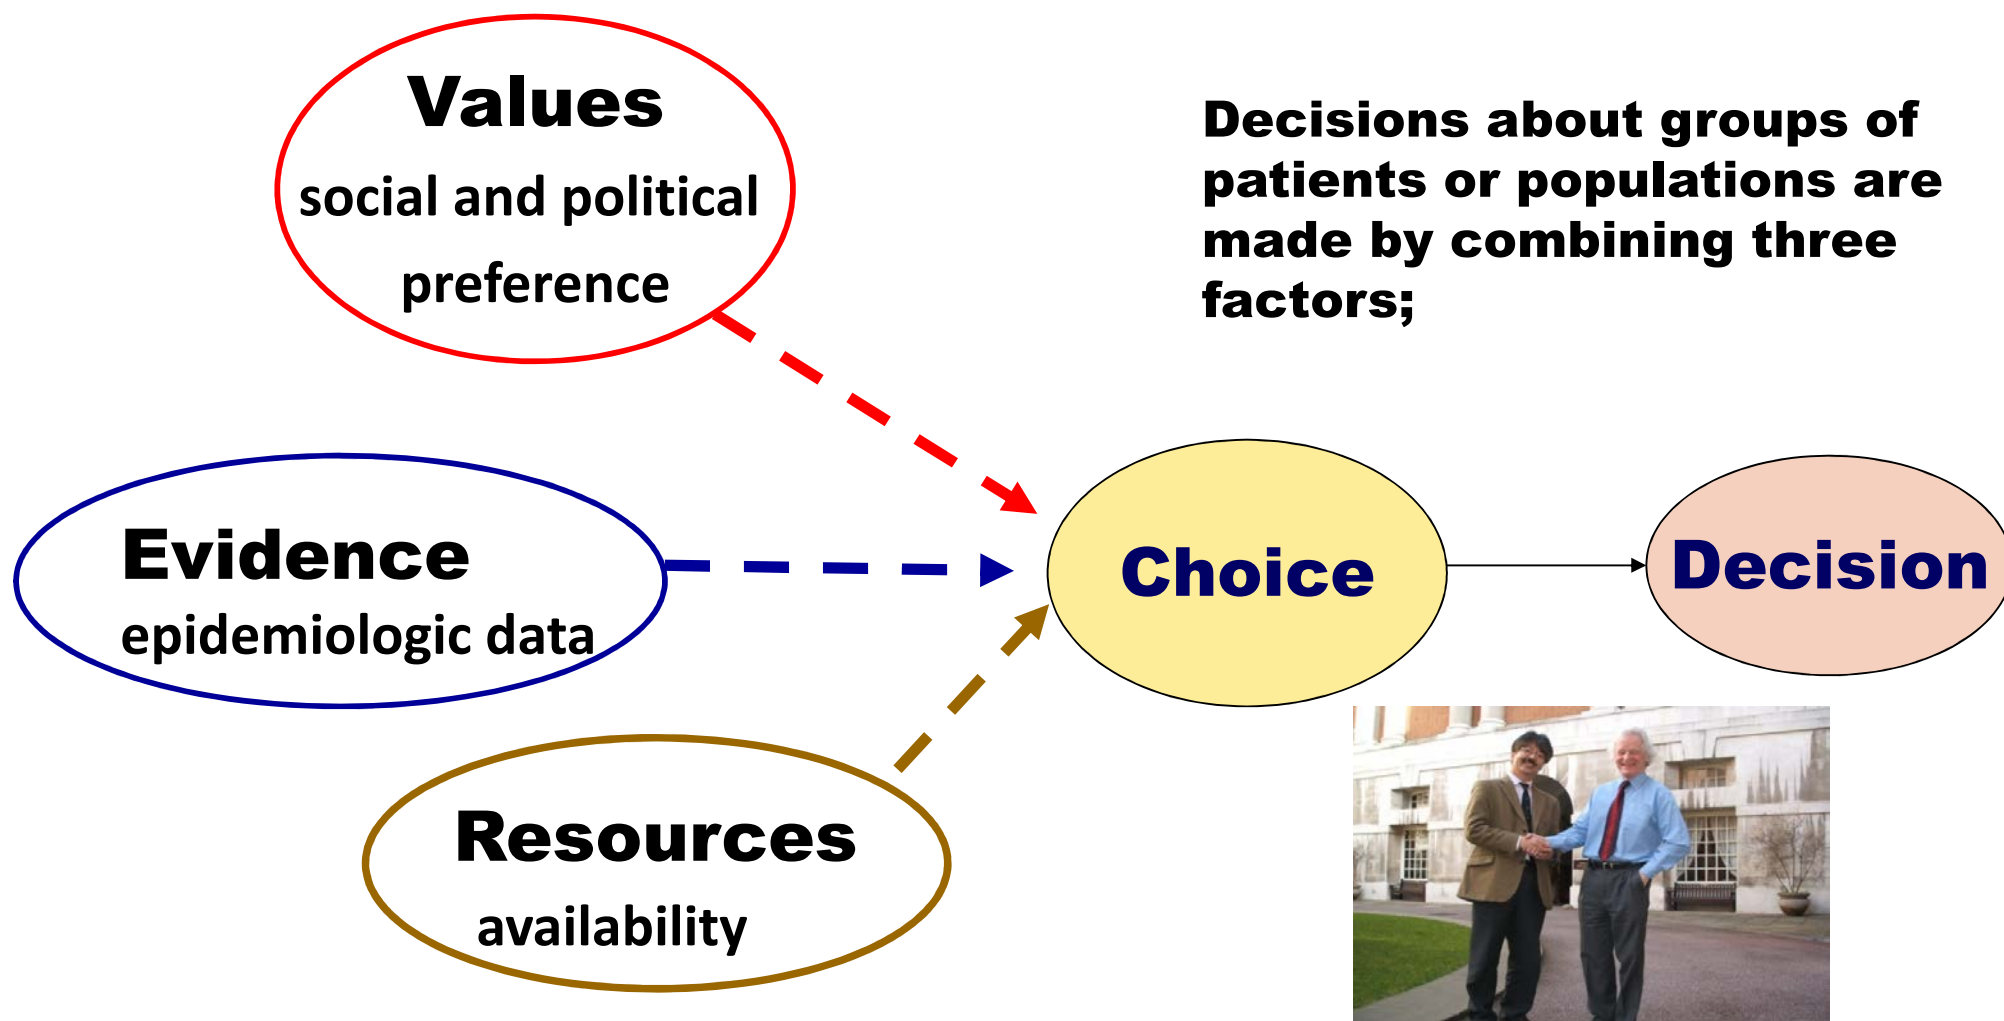 Values
social and political
preference
Decisions about groups of
patients or populations are
made by combining three
factors;
Evidence
epidemiologic data
Resources
availability
Choice
Decision